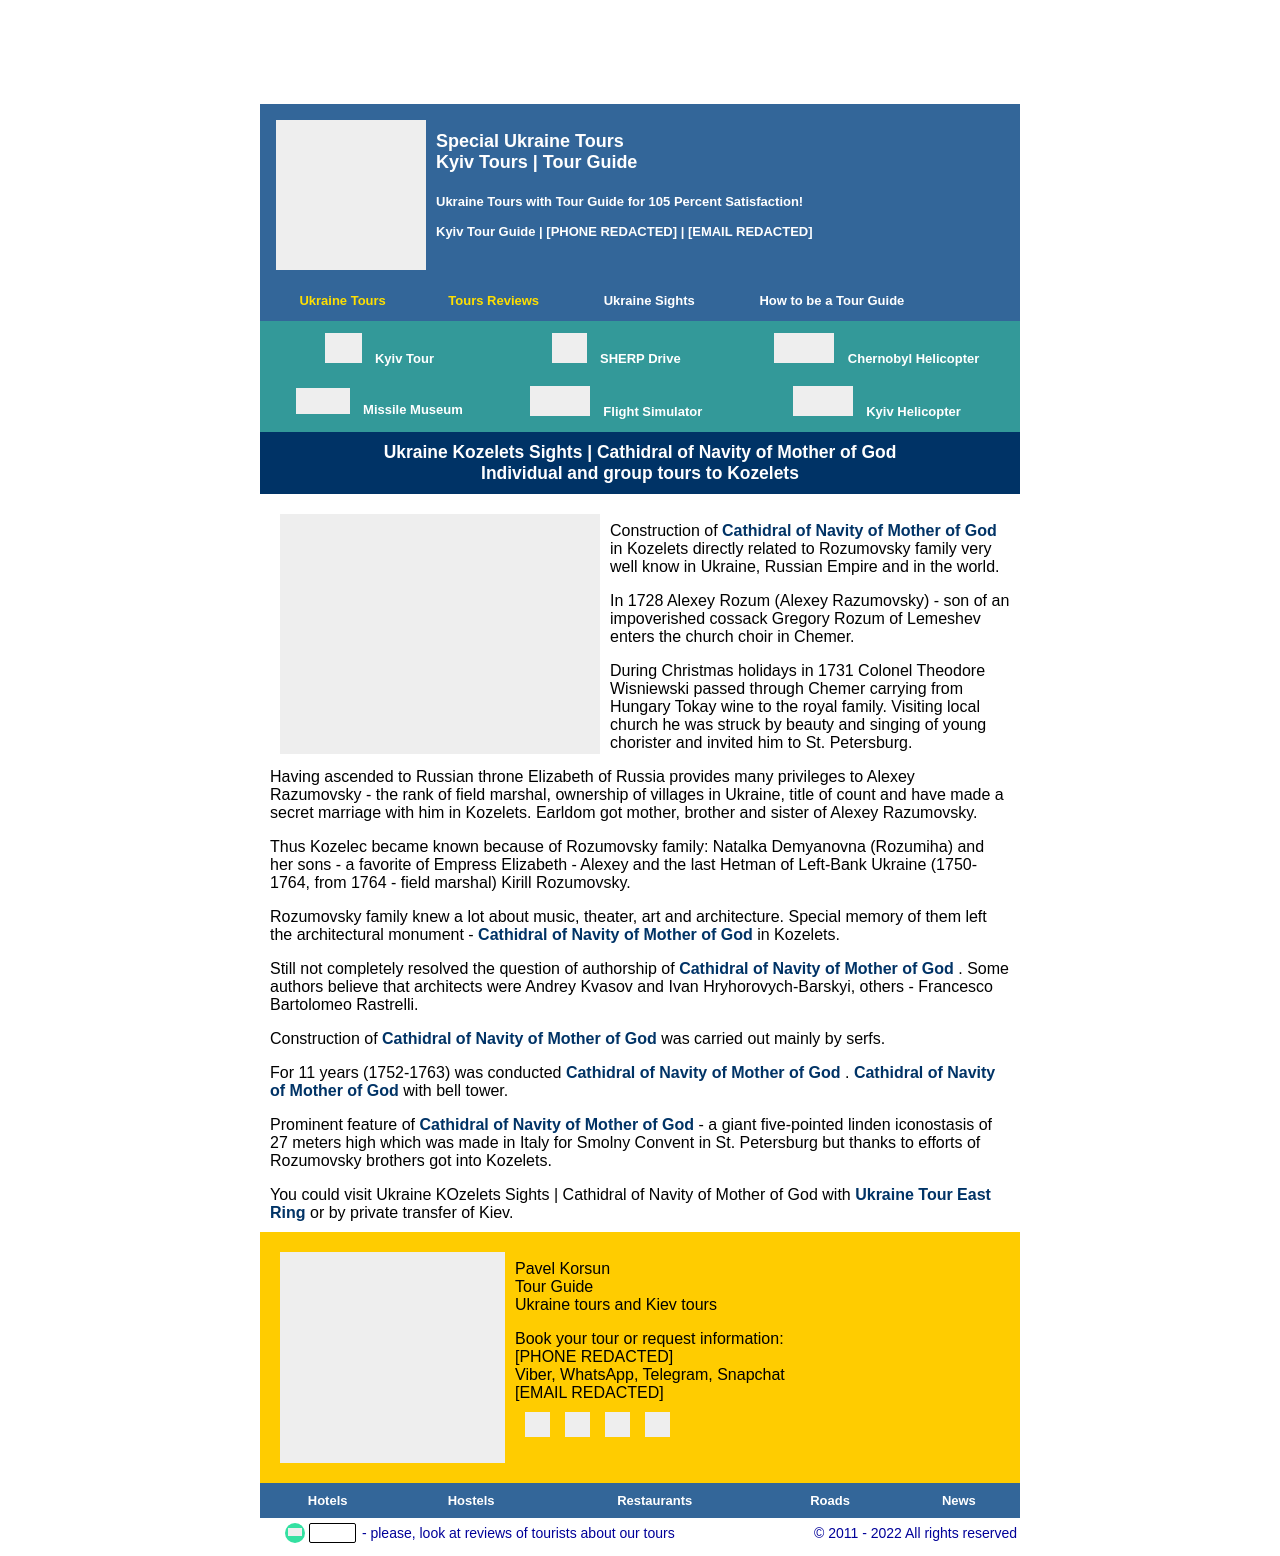 Special Ukraine Tours
Kyiv Tours | Tour Guide
Ukraine Tours with Tour Guide for 105 Percent Satisfaction!
Kyiv Tour Guide | [PHONE REDACTED] | [EMAIL REDACTED]
Ukraine Tours Tours Reviews Ukraine Sights How to be a Tour Guide
Kyiv Tour SHERP Drive Chernobyl Helicopter
Missile Museum Flight Simulator Kyiv Helicopter
Ukraine Kozelets Sights | Cathidral of Navity of Mother of God
Individual and group tours to Kozelets
Construction of Cathidral of Navity of Mother of God
in Kozelets directly related to Rozumovsky family very
well know in Ukraine, Russian Empire and in the world.
In 1728 Alexey Rozum (Alexey Razumovsky) - son of an
impoverished cossack Gregory Rozum of Lemeshev
enters the church choir in Chemer.
During Christmas holidays in 1731 Colonel Theodore
Wisniewski passed through Chemer carrying from
Hungary Tokay wine to the royal family. Visiting local
church he was struck by beauty and singing of young
chorister and invited him to St. Petersburg.
Having ascended to Russian throne Elizabeth of Russia provides many privileges to Alexey
Razumovsky - the rank of field marshal, ownership of villages in Ukraine, title of count and have made a
secret marriage with him in Kozelets. Earldom got mother, brother and sister of Alexey Razumovsky.
Thus Kozelec became known because of Rozumovsky family: Natalka Demyanovna (Rozumiha) and
her sons - a favorite of Empress Elizabeth - Alexey and the last Hetman of Left-Bank Ukraine (1750-
1764, from 1764 - field marshal) Kirill Rozumovsky.
Rozumovsky family knew a lot about music, theater, art and architecture. Special memory of them left
the architectural monument - Cathidral of Navity of Mother of God in Kozelets.
Still not completely resolved the question of authorship of Cathidral of Navity of Mother of God . Some
authors believe that architects were Andrey Kvasov and Ivan Hryhorovych-Barskyi, others - Francesco
Bartolomeo Rastrelli.
Construction of Cathidral of Navity of Mother of God was carried out mainly by serfs.
For 11 years (1752-1763) was conducted Cathidral of Navity of Mother of God . Cathidral of Navity
of Mother of God with bell tower.
Prominent feature of Cathidral of Navity of Mother of God - a giant five-pointed linden iconostasis of
27 meters high which was made in Italy for Smolny Convent in St. Petersburg but thanks to efforts of
Rozumovsky brothers got into Kozelets.
You could visit Ukraine KOzelets Sights | Cathidral of Navity of Mother of God with Ukraine Tour East
Ring or by private transfer of Kiev.
Pavel Korsun
Tour Guide
Ukraine tours and Kiev tours
Book your tour or request information:
[PHONE REDACTED]
Viber, WhatsApp, Telegram, Snapchat
[EMAIL REDACTED]
Hotels Hostels Restaurants Roads News
- please, look at reviews of tourists about our tours © 2011 - 2022 All rights reserved